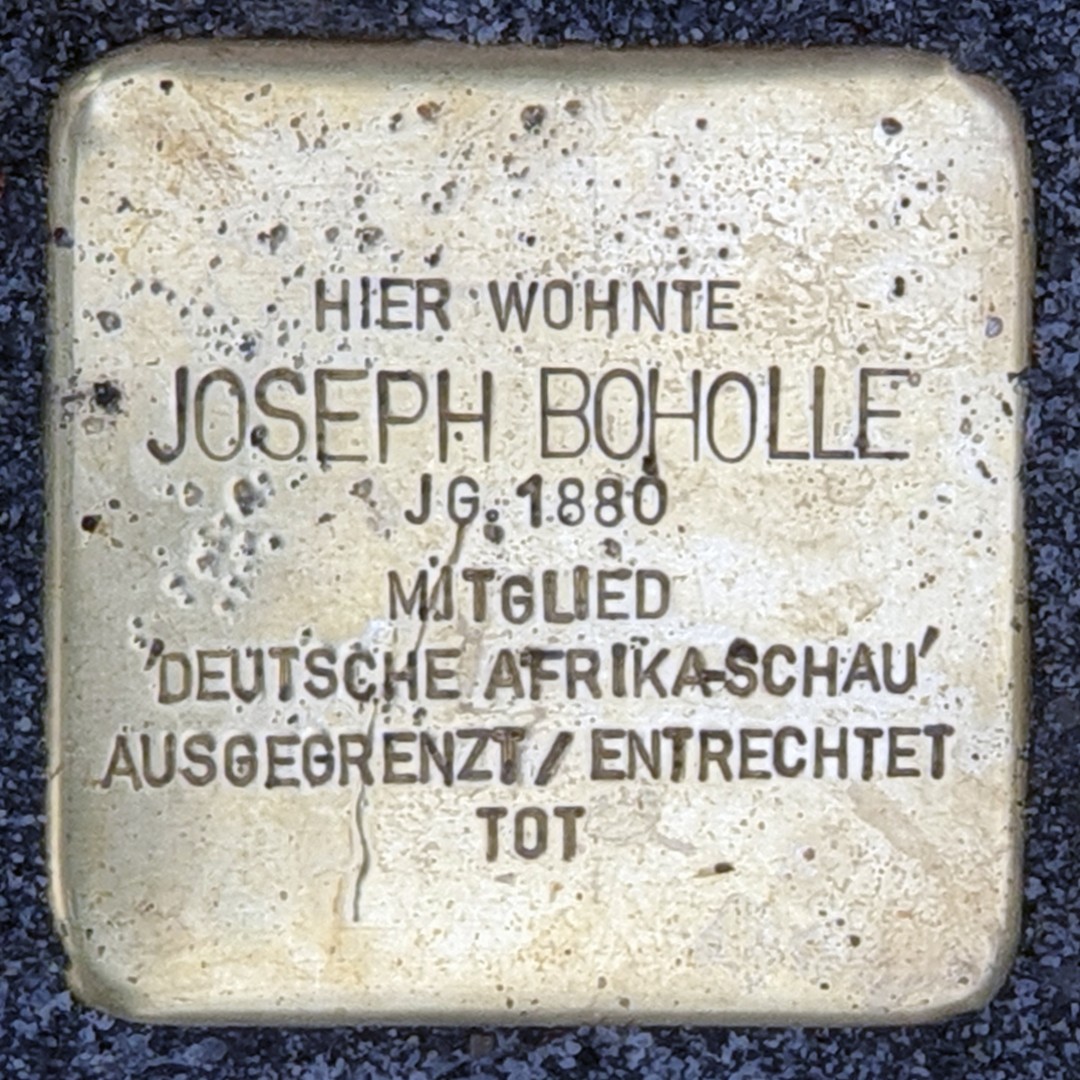 HIER WOHNTE
JOSEPH BOHOLLE
JG. 1880
MITGLIED
'DEUTSCHE AFRIKA-SCHAU'
AUSGEGRENZT / ENTRECHTET
TOT